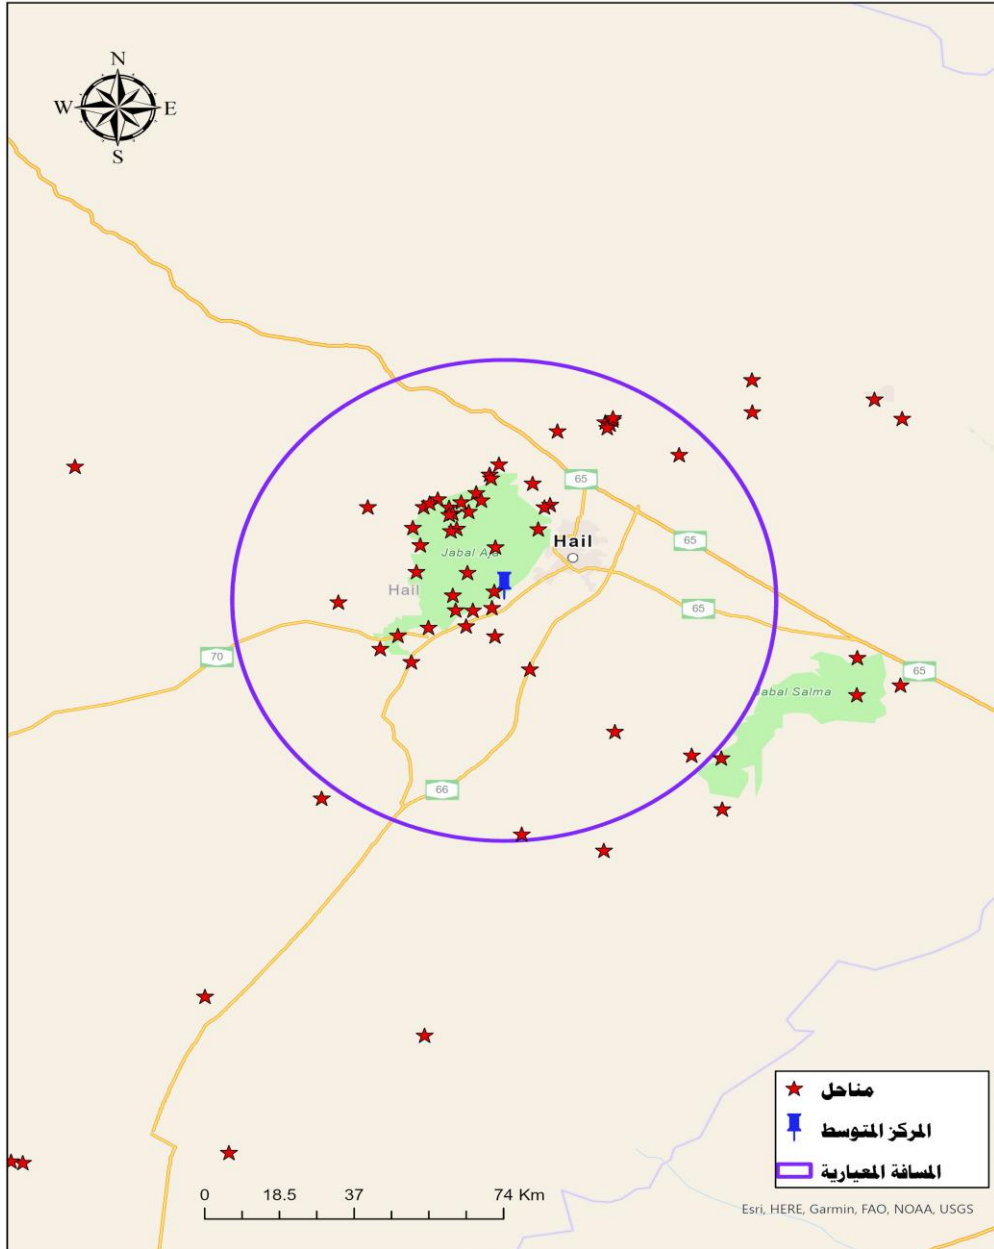 N
W E
S
65
Hail
65
Jabal Aja
Hail
65
70
65
Jabal Salma
66
مناحل
المركز المتوسط
المسافة المعيارية
0 18.5 37 74 Km
Esri, HERE, Garmin, FAO, NOAA, USGS